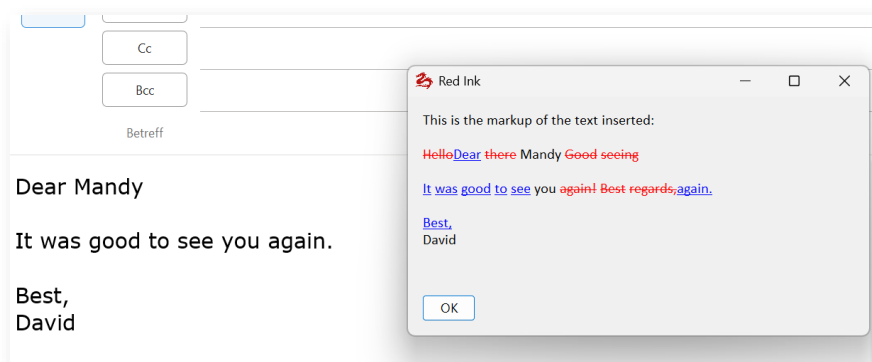 Cc
Bcc
Betreff
Dear Mandy
It was good to see you again.
Best,
David
Red Ink
This is the markup of the text inserted:
HelloDear there Mandy Good seeing
It was good to see you again! Best regards,again.
Best,
David
OK